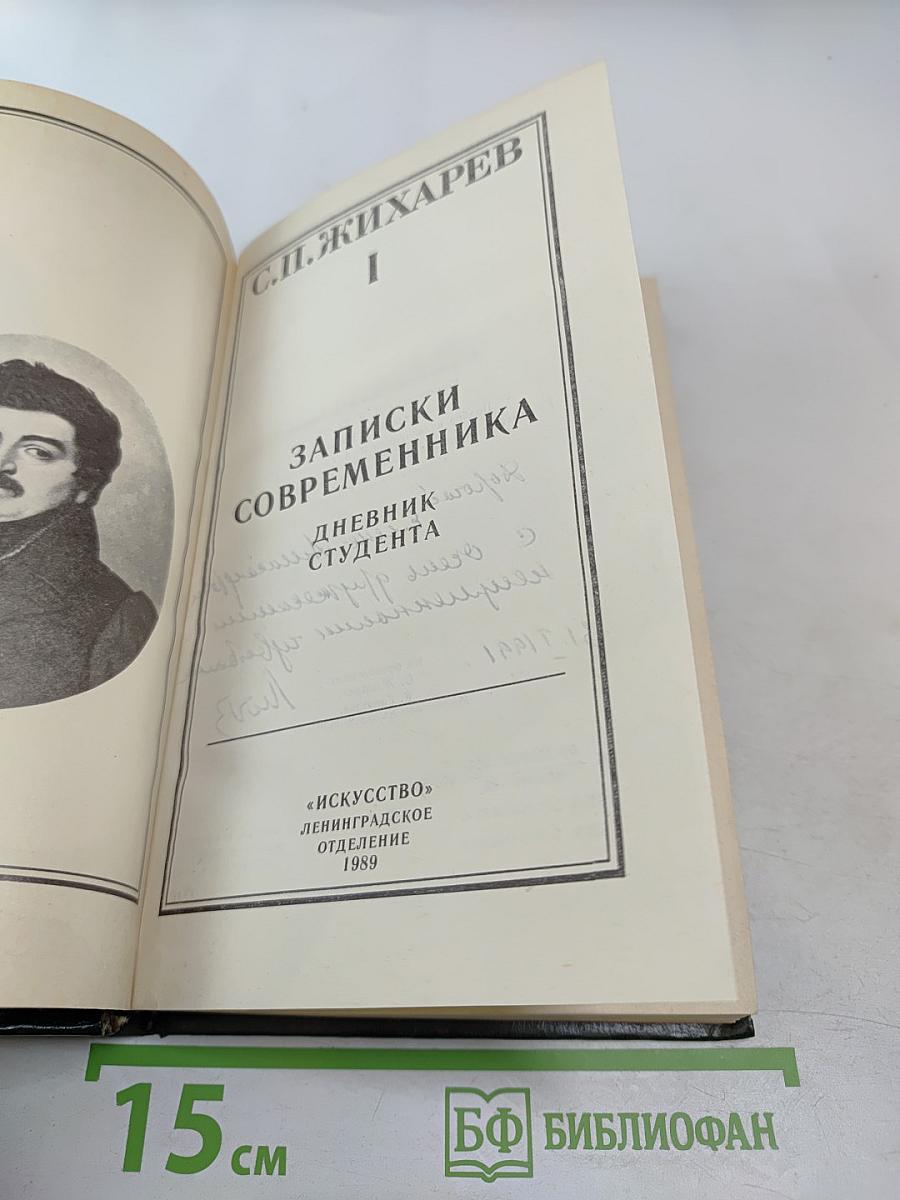 С.П.ЖИХАРЕВ
I
ЗАПИСКИ
СОВРЕМЕННИКА
ДНЕВНИК
СТУДЕНТА
«ИСКУССТВО»
ЛЕНИНГРАДСКОЕ
ОТДЕЛЕНИЕ
1989
15 см
БФ БИБЛИОФАН